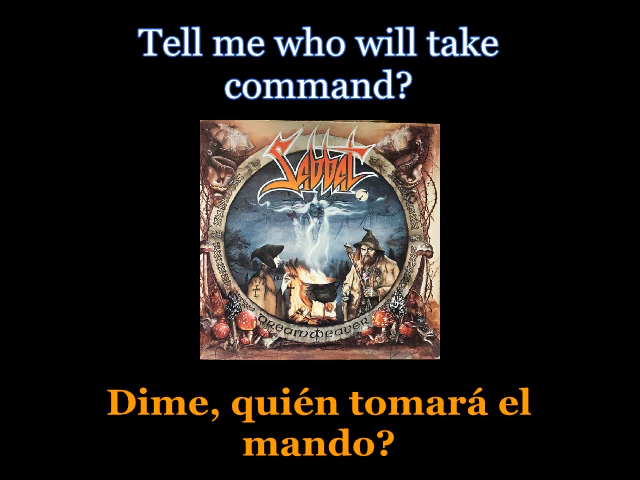 Tell me who will take
command?
Sabbat
DREAMWEAVER
Dime, quién tomará el
mando?